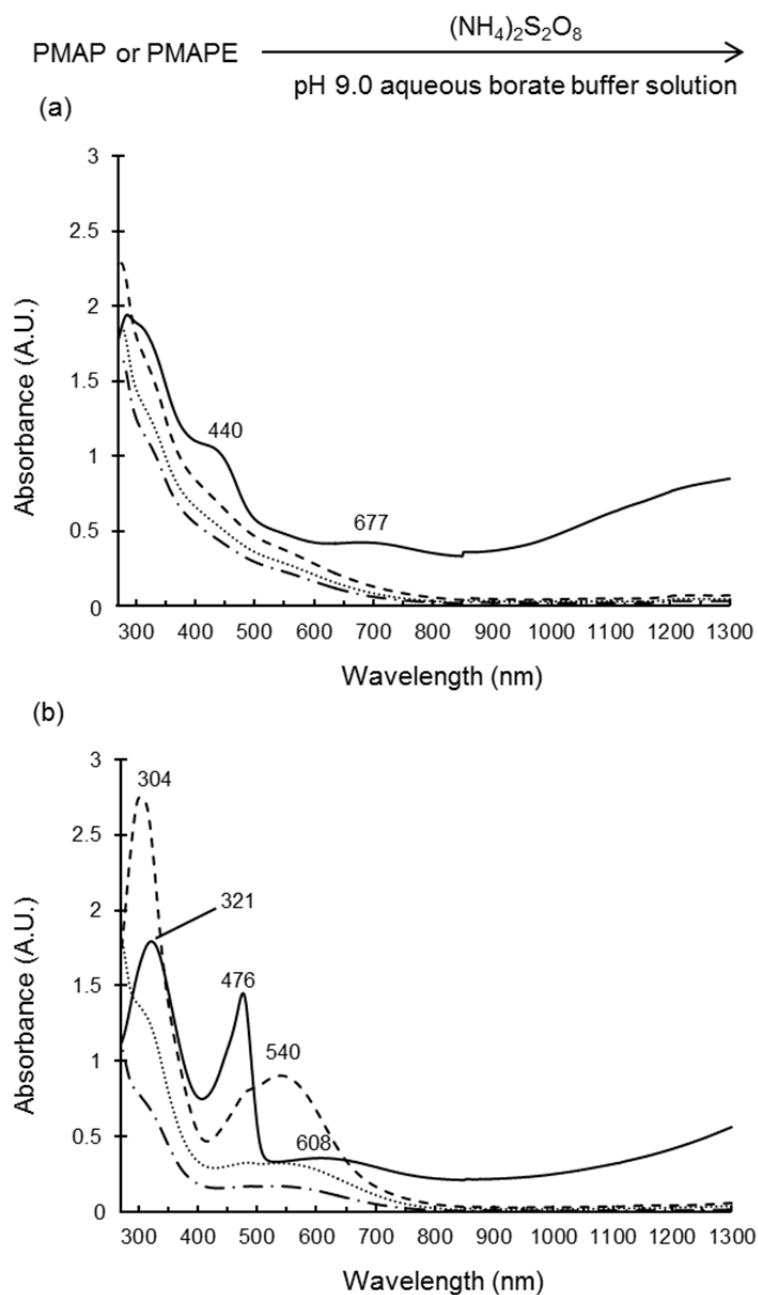 (NH₄)₂S₂O₈
PMAP or PMAPE
pH 9.0 aqueous borate buffer solution
(a)
3
2.5
2
1.5
1
0.5
0
440
677
300 400 500 600 700 800 900 1000 1100 1200 1300
Absorbance (A.U.)
Wavelength (nm)
(b)
3
2.5
2
1.5
1
0.5
0
304
321
476
540
608
300 400 500 600 700 800 900 1000 1100 1200 1300
Absorbance (A.U.)
Wavelength (nm)